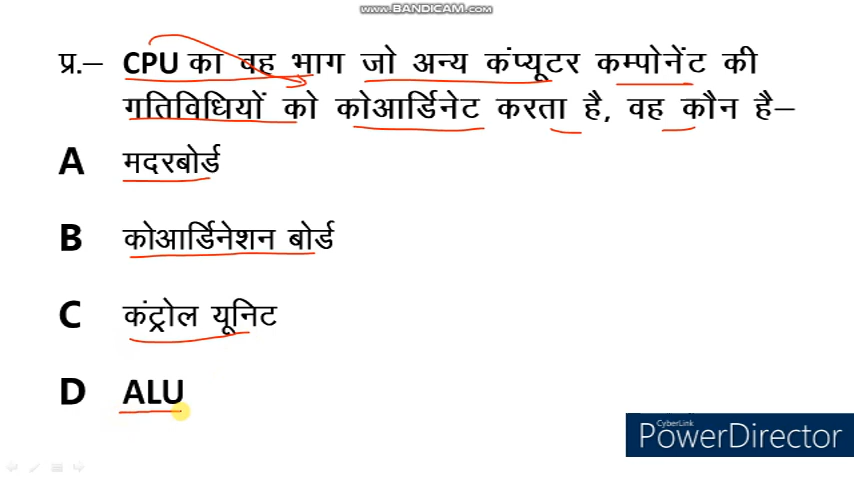 www.BANDICAM.com
प्र.– CPU का वह भाग जो अन्य कंप्यूटर कम्पोनेंट की
गतिविधियों को कोआर्डिनेट करता है, वह कौन है–
A मदरबोर्ड
B कोआर्डिनेशन बोर्ड
C कंट्रोल यूनिट
D ALU
CyberLink
PowerDirector